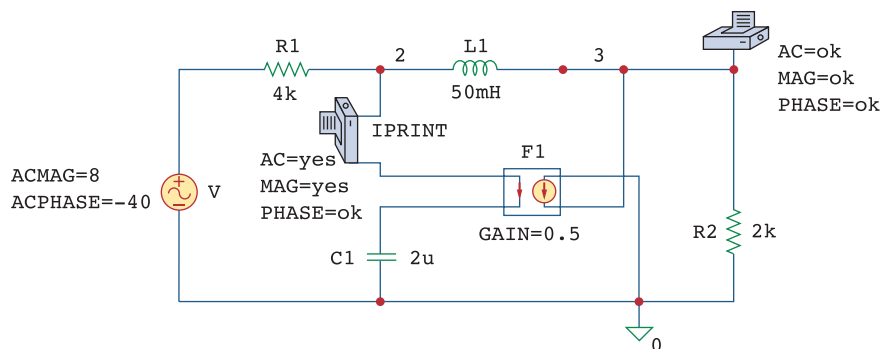 R1
4k
2
L1
50mH
3
AC=ok
MAG=ok
PHASE=ok
IPRINT
AC=yes
MAG=yes
PHASE=ok
F1
GAIN=0.5
ACMAG=8
ACPHASE=-40
V
R2 2k
C1 2u
0